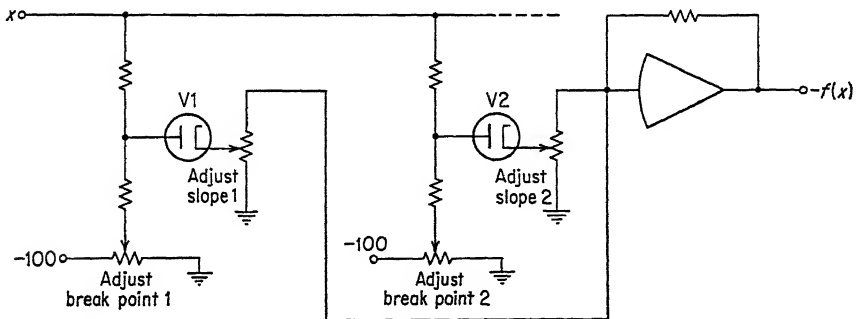 x
V1
V2
-f(x)
Adjust
slope 1
Adjust
slope 2
-100
Adjust
break point 1
-100
Adjust
break point 2